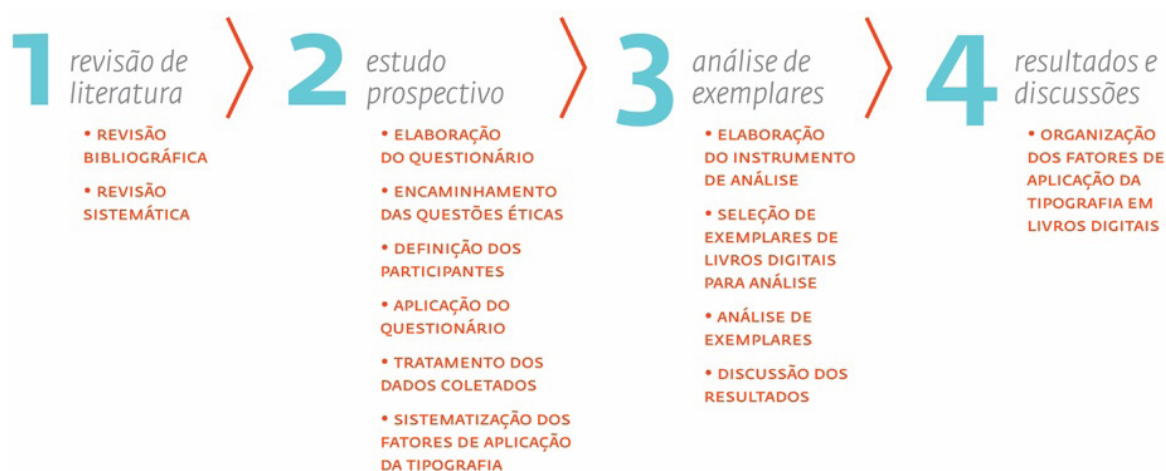 1 revisão de
literatura
• REVISÃO
BIBLIOGRÁFICA
• REVISÃO
SISTEMÁTICA
2 estudo
prospectivo
• ELABORAÇÃO
DO QUESTIONÁRIO
• ENCAMINHAMENTO
DAS QUESTÕES ÉTICAS
• DEFINIÇÃO DOS
PARTICIPANTES
• APLICAÇÃO DO
QUESTIONÁRIO
• TRATAMENTO DOS
DADOS COLETADOS
• SISTEMATIZAÇÃO DOS
FATORES DE APLICAÇÃO
DA TIPOGRAFIA
3 análise de
exemplares
• ELABORAÇÃO
DO INSTRUMENTO
DE ANÁLISE
• SELEÇÃO DE
EXEMPLARES DE
LIVROS DIGITAIS
PARA ANÁLISE
• ANÁLISE DE
EXEMPLARES
• DISCUSSÃO DOS
RESULTADOS
4 resultados e
discussões
• ORGANIZAÇÃO
DOS FATORES DE
APLICAÇÃO DA
TIPOGRAFIA EM
LIVROS DIGITAIS